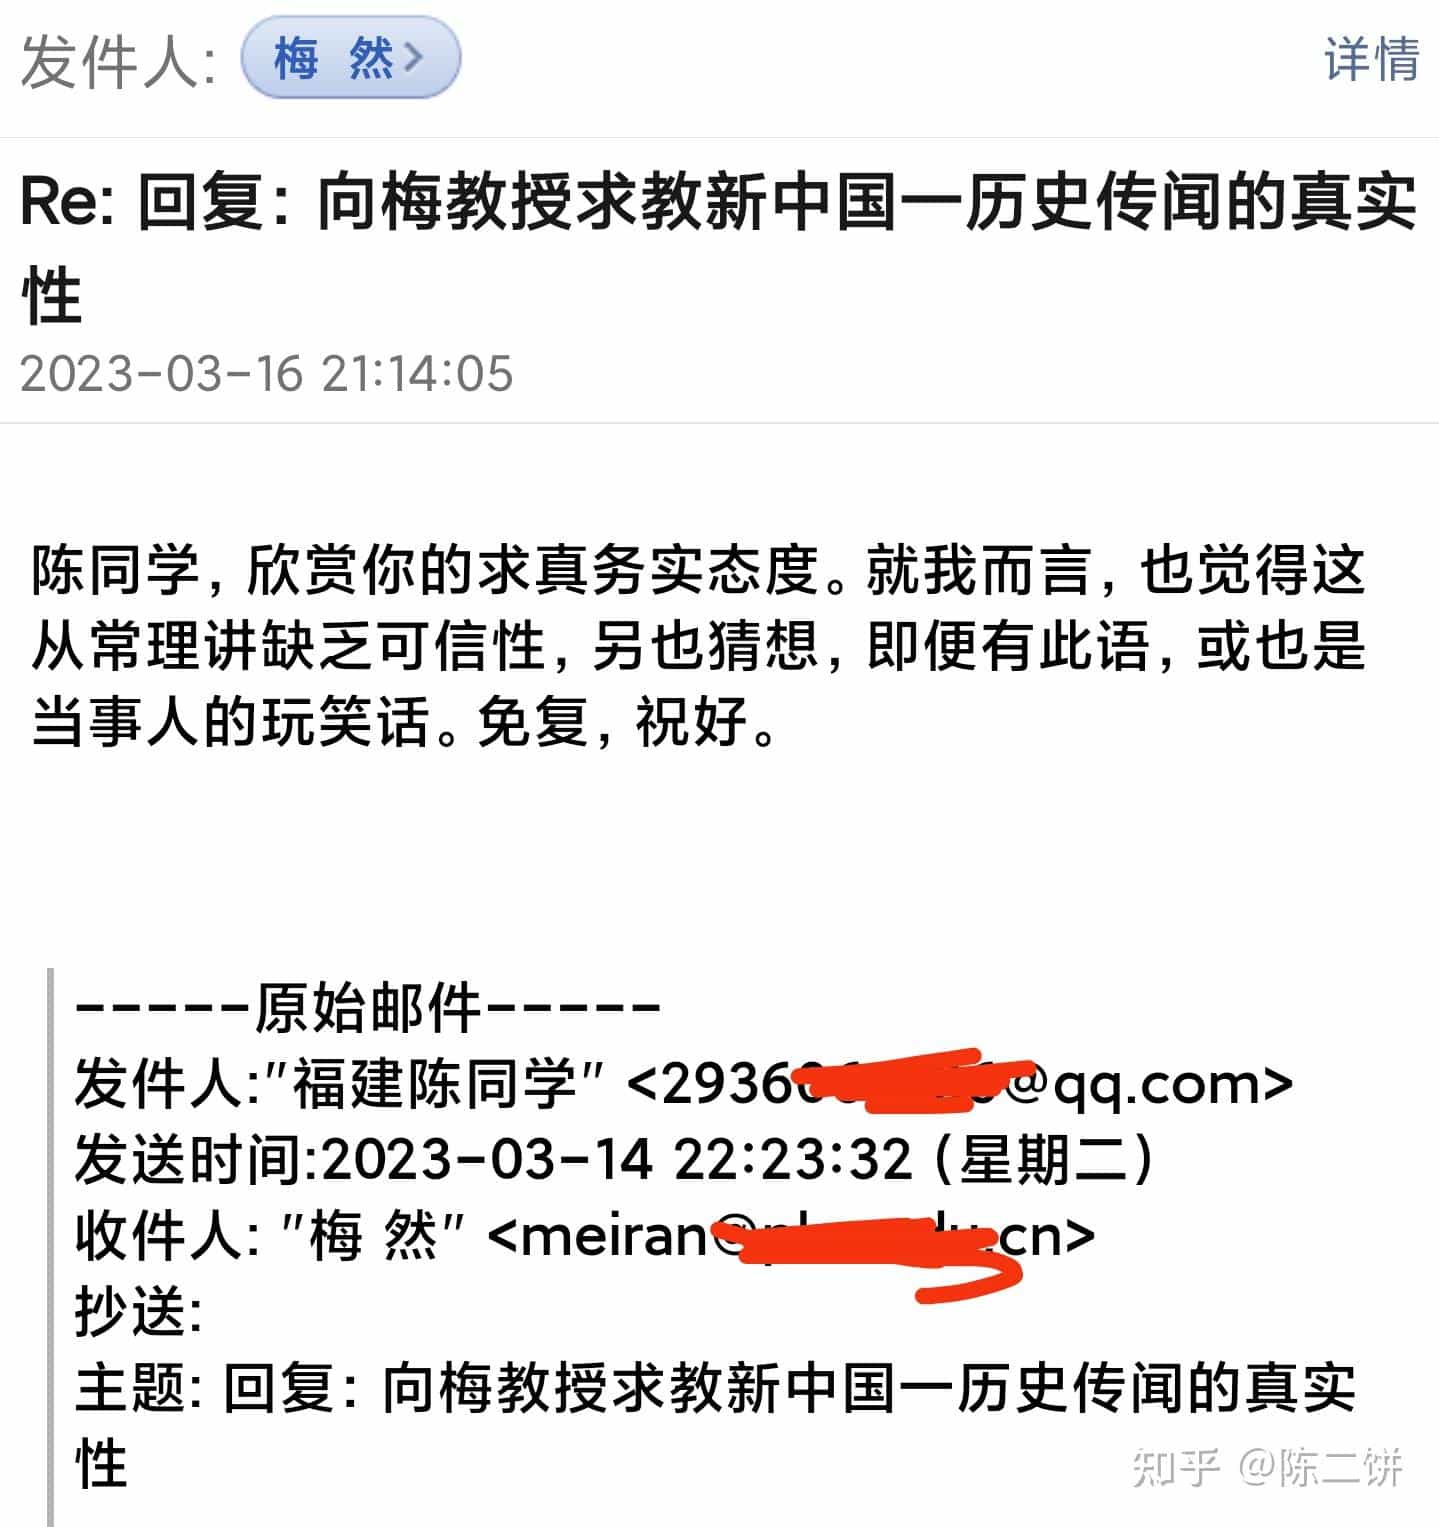 发件人: 梅 然> 详情
Re: 回复：向梅教授求教新中国一历史传闻的真实
性
2023-03-16 21:14:05
陈同学，欣赏你的求真务实态度。就我而言，也觉得这
从常理讲缺乏可信性，另也猜想，即便有此语，或也是
当事人的玩笑话。免复，祝好。
-----原始邮件-----
发件人:"福建陈同学" <2936 @qq.com>
发送时间:2023-03-14 22:23:32 (星期二)
收件人: "梅 然" <meiran cn>
抄送:
主题: 回复：向梅教授求教新中国一历史传闻的真实
性
知乎 @陈二饼